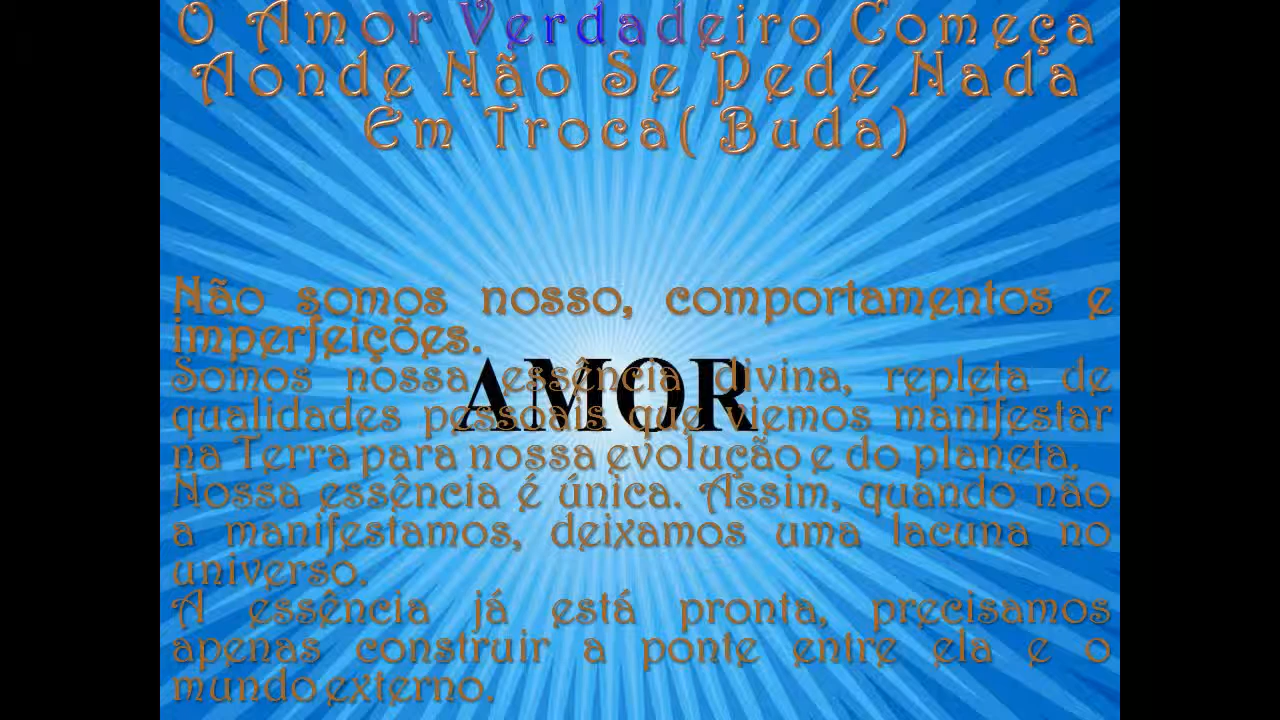 O Amor Verdadeiro Começa
Aonde Não Se Pede Nada
Em Troca( Buda)
Não somos nosso, comportamentos e
imperfeições.
AMOR
Somos nossa essência divina, repleta de
qualidades pessoais que viemos manifestar
na Terra para nossa evolução e do planeta.
Nossa essência é única. Assim, quando não
a manifestamos, deixamos uma lacuna no
universo.
A essência já está pronta, precisamos
apenas construir a ponte entre ela e o
mundo externo.